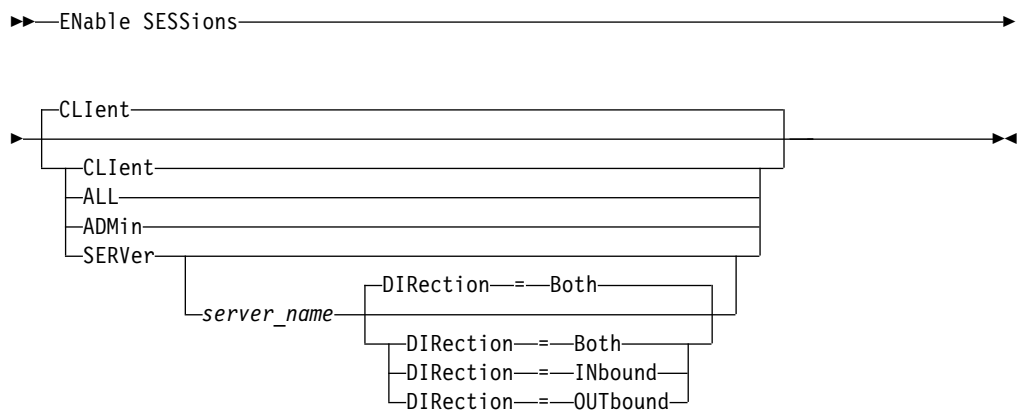 ENable SESSions
CLIent
CLIent
ALL
ADMin
SERVer
DIRection = Both
server_name
DIRection = Both
DIRection = INbound
DIRection = OUTbound